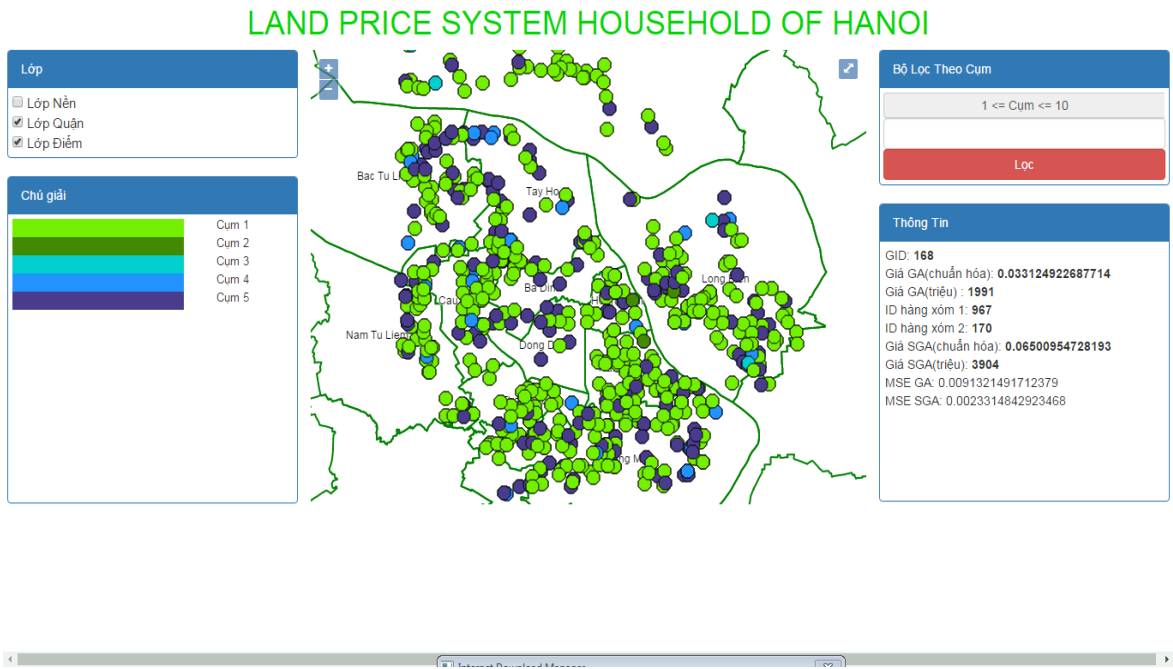 LAND PRICE SYSTEM HOUSEHOLD OF HANOI
Lớp
Lớp Nền
Lớp Quận
Lớp Điểm
Chú giải
Cụm 1
Cụm 2
Cụm 3
Cụm 4
Cụm 5
+
−
Bac Tu Li
Tay Ho
Long
Ba Din
Cau
Nam Tu Liem
Dong D
Bộ Lọc Theo Cụm
1 <= Cụm <= 10
Lọc
Thông Tin
GID: 168
Giá GA(chuẩn hóa): 0.033124922687714
Giá GA(triệu) : 1991
ID hàng xóm 1: 967
ID hàng xóm 2: 170
Giá SGA(chuẩn hóa): 0.06500954728193
Giá SGA(triệu): 3904
MSE GA: 0.0091321491712379
MSE SGA: 0.0023314842923468
Internet Download Manager